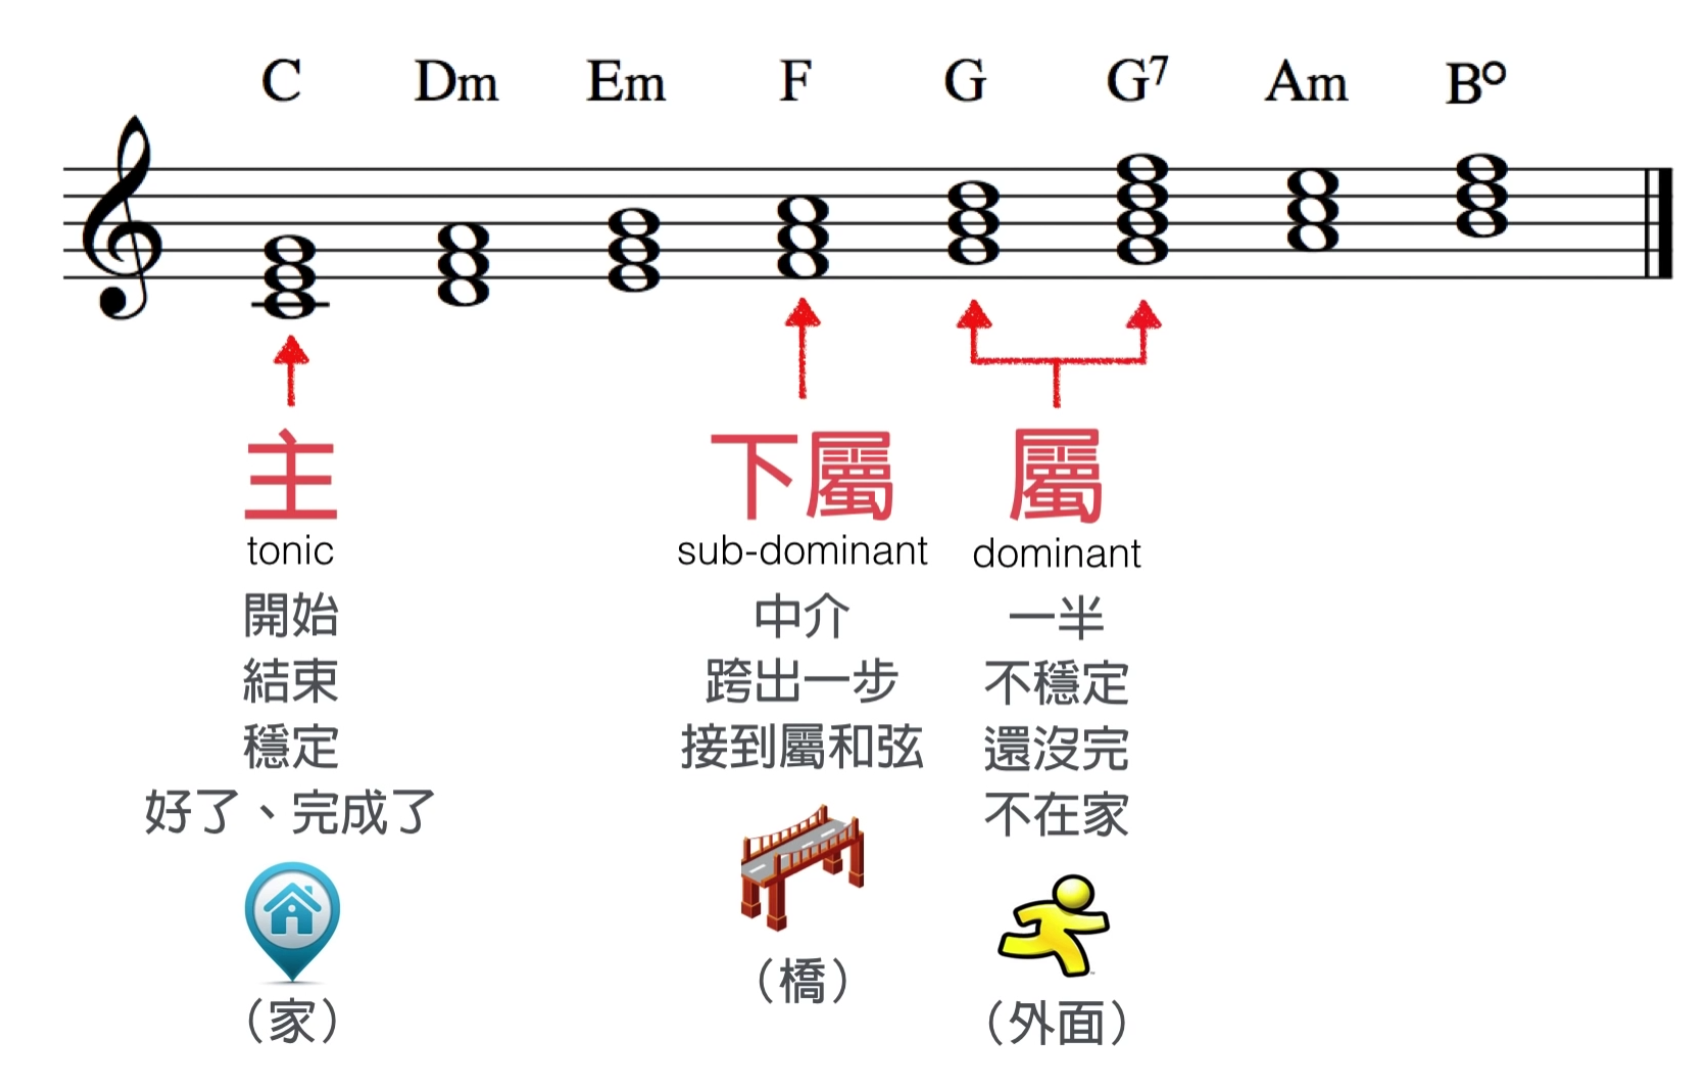 C Dm Em F G G7 Am B°
主
tonic
開始
結束
穩定
好了、完成了
（家）
下屬
sub-dominant
中介
跨出一步
接到屬和弦
（橋）
屬
dominant
一半
不穩定
還沒完
不在家
（外面）